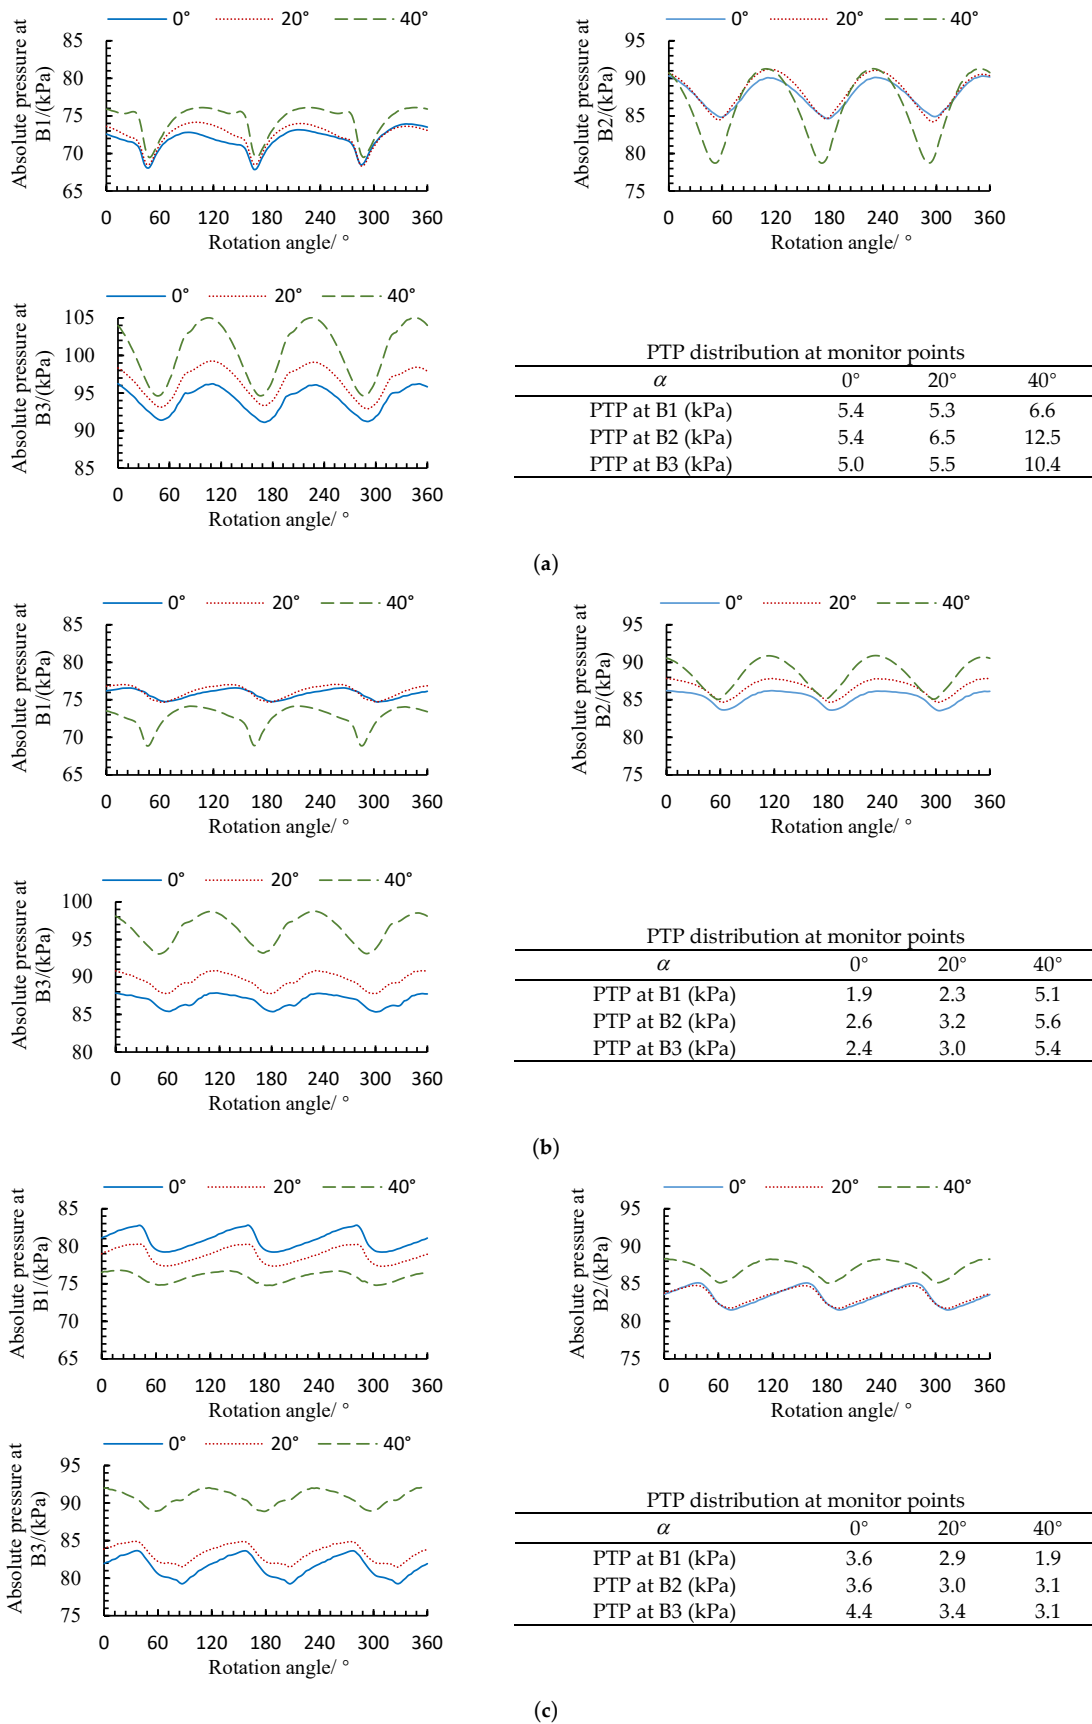 0° 20° 40°
Absolute pressure at B1/(kPa)
85
80
75
70
65
0 60 120 180 240 300 360
Rotation angle/ °
0° 20° 40°
Absolute pressure at B2/(kPa)
95
90
85
80
75
0 60 120 180 240 300 360
Rotation angle/ °
0° 20° 40°
Absolute pressure at B3/(kPa)
105
100
95
90
85
0 60 120 180 240 300 360
Rotation angle/ °
PTP distribution at monitor points
α 0° 20° 40°
PTP at B1 (kPa) 5.4 5.3 6.6
PTP at B2 (kPa) 5.4 6.5 12.5
PTP at B3 (kPa) 5.0 5.5 10.4
(a)
0° 20° 40°
Absolute pressure at B1/(kPa)
85
80
75
70
65
0 60 120 180 240 300 360
Rotation angle/ °
0° 20° 40°
Absolute pressure at B2/(kPa)
95
90
85
80
75
0 60 120 180 240 300 360
Rotation angle/ °
0° 20° 40°
Absolute pressure at B3/(kPa)
100
95
90
85
80
0 60 120 180 240 300 360
Rotation angle/ °
PTP distribution at monitor points
α 0° 20° 40°
PTP at B1 (kPa) 1.9 2.3 5.1
PTP at B2 (kPa) 2.6 3.2 5.6
PTP at B3 (kPa) 2.4 3.0 5.4
(b)
0° 20° 40°
Absolute pressure at B1/(kPa)
85
80
75
70
65
0 60 120 180 240 300 360
Rotation angle/ °
0° 20° 40°
Absolute pressure at B2/(kPa)
95
90
85
80
75
0 60 120 180 240 300 360
Rotation angle/ °
0° 20° 40°
Absolute pressure at B3/(kPa)
95
90
85
80
75
0 60 120 180 240 300 360
Rotation angle/ °
PTP distribution at monitor points
α 0° 20° 40°
PTP at B1 (kPa) 3.6 2.9 1.9
PTP at B2 (kPa) 3.6 3.0 3.1
PTP at B3 (kPa) 4.4 3.4 3.1
(c)